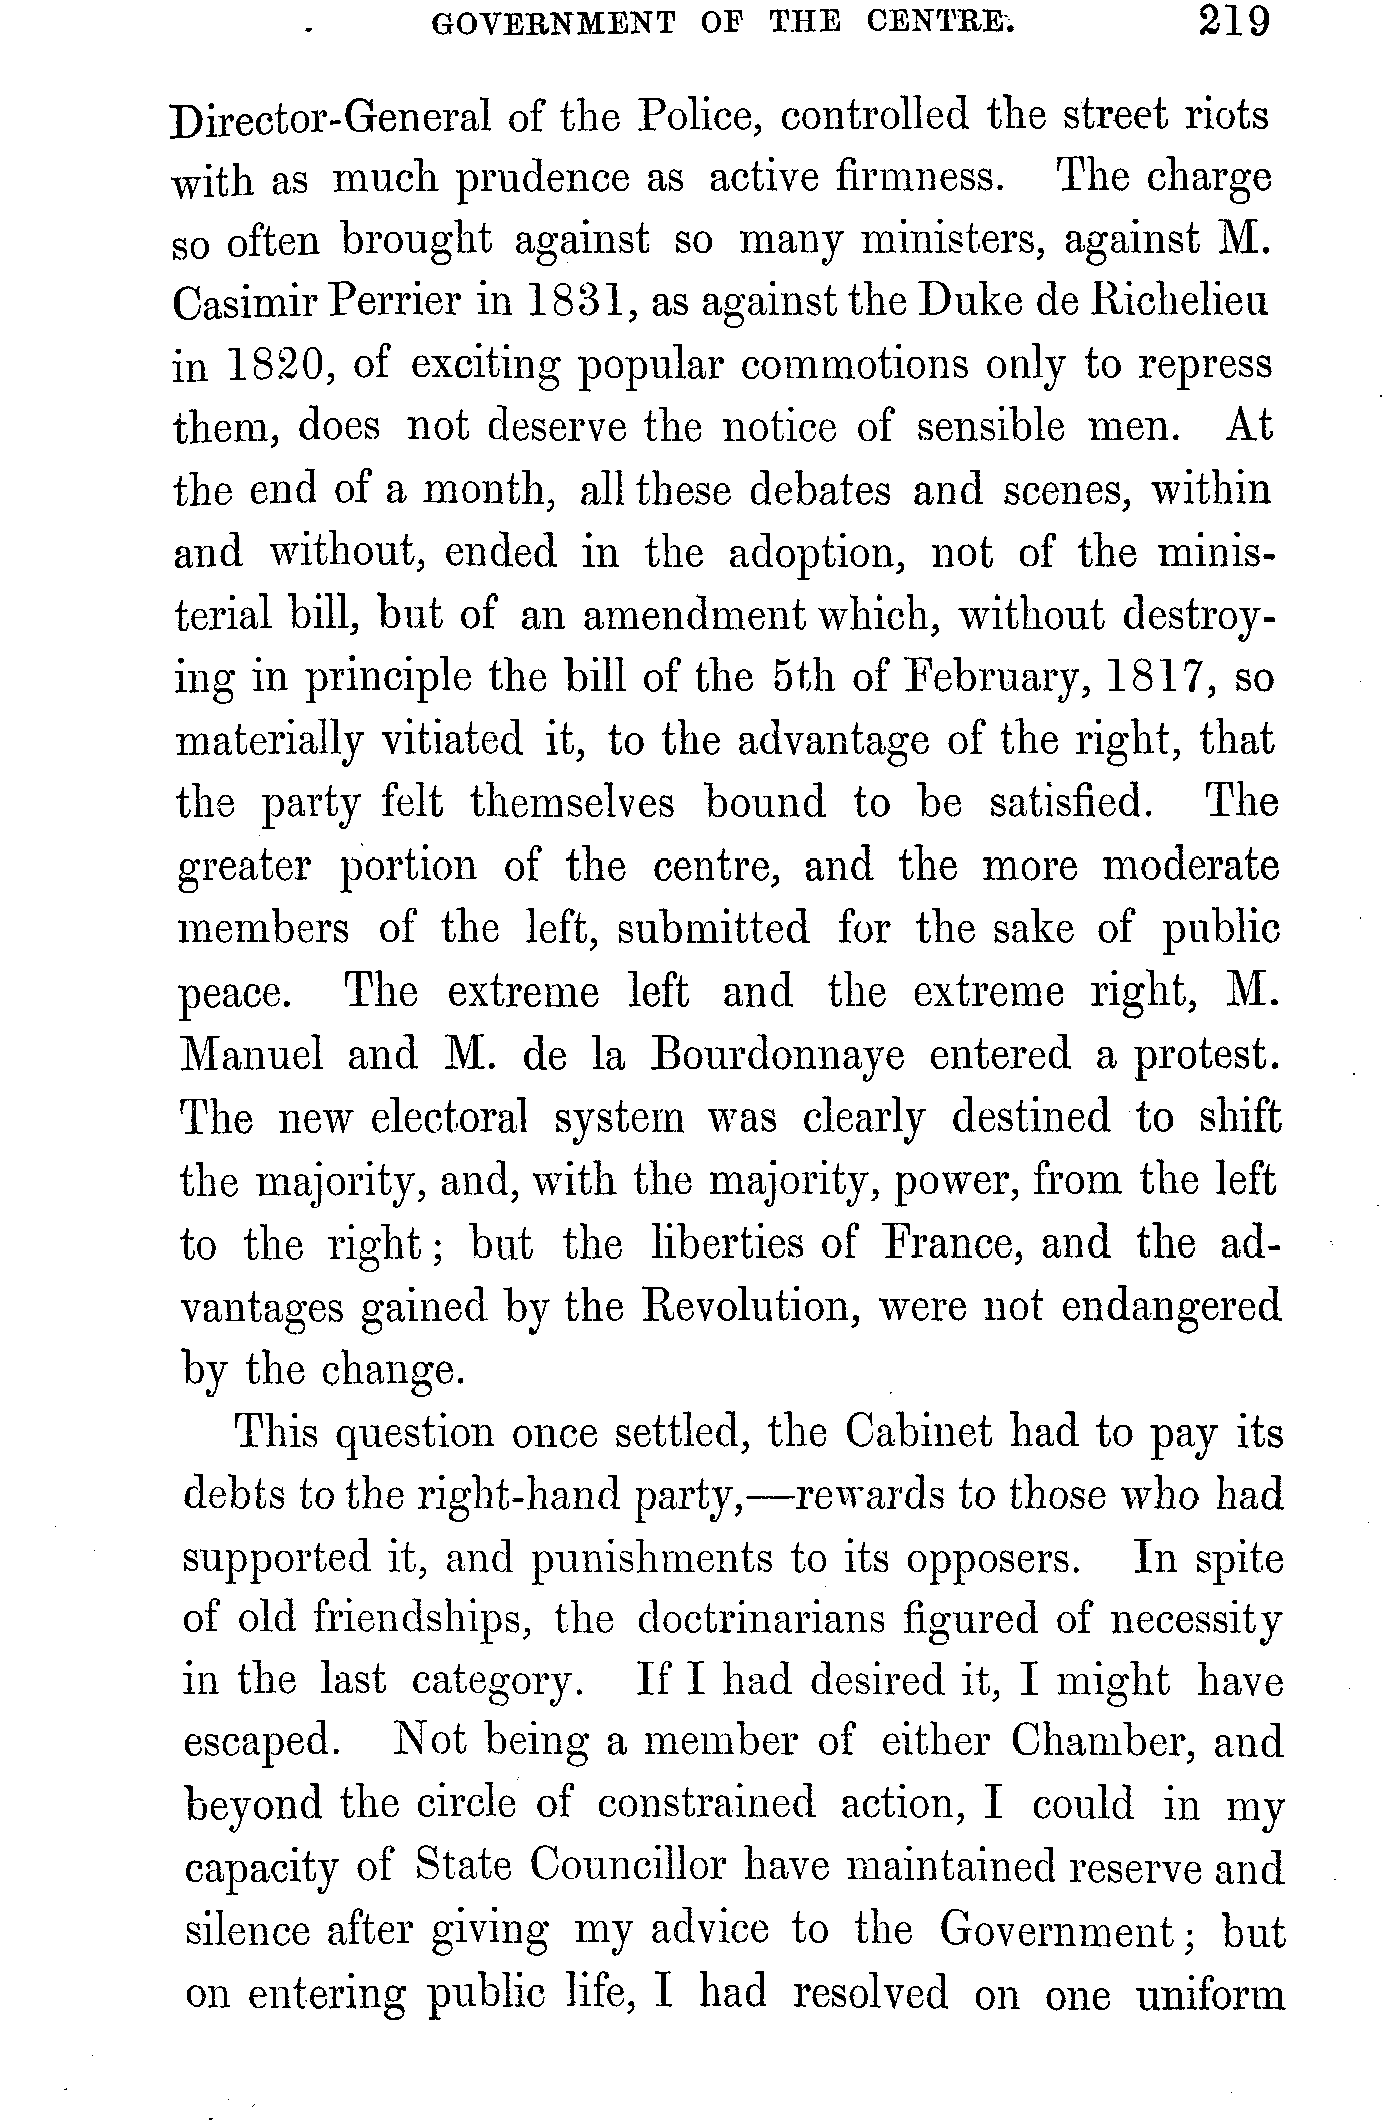 GOVERNMENT OF THE CENTRE. 219
Director-General of the Police, controlled the street riots
with as much prudence as active firmness. The charge
so often brought against so many ministers, against M.
Casimir Perrier in 1831, as against the Duke de Richelieu
in 1820, of exciting popular commotions only to repress
them, does not deserve the notice of sensible men. At
the end of a month, all these debates and scenes, within
and without, ended in the adoption, not of the minis-
terial bill, but of an amendment which, without destroy-
ing in principle the bill of the 5th of February, 1817, so
materially vitiated it, to the advantage of the right, that
the party felt themselves bound to be satisfied. The
greater portion of the centre, and the more moderate
members of the left, submitted for the sake of public
peace. The extreme left and the extreme right, M.
Manuel and M. de la Bourdonnaye entered a protest.
The new electoral system was clearly destined to shift
the majority, and, with the majority, power, from the left
to the right; but the liberties of France, and the ad-
vantages gained by the Revolution, were not endangered
by the change.
This question once settled, the Cabinet had to pay its
debts to the right-hand party,—rewards to those who had
supported it, and punishments to its opposers. In spite
of old friendships, the doctrinarians figured of necessity
in the last category. If I had desired it, I might have
escaped. Not being a member of either Chamber, and
beyond the circle of constrained action, I could in my
capacity of State Councillor have maintained reserve and
silence after giving my advice to the Government; but
on entering public life, I had resolved on one uniform